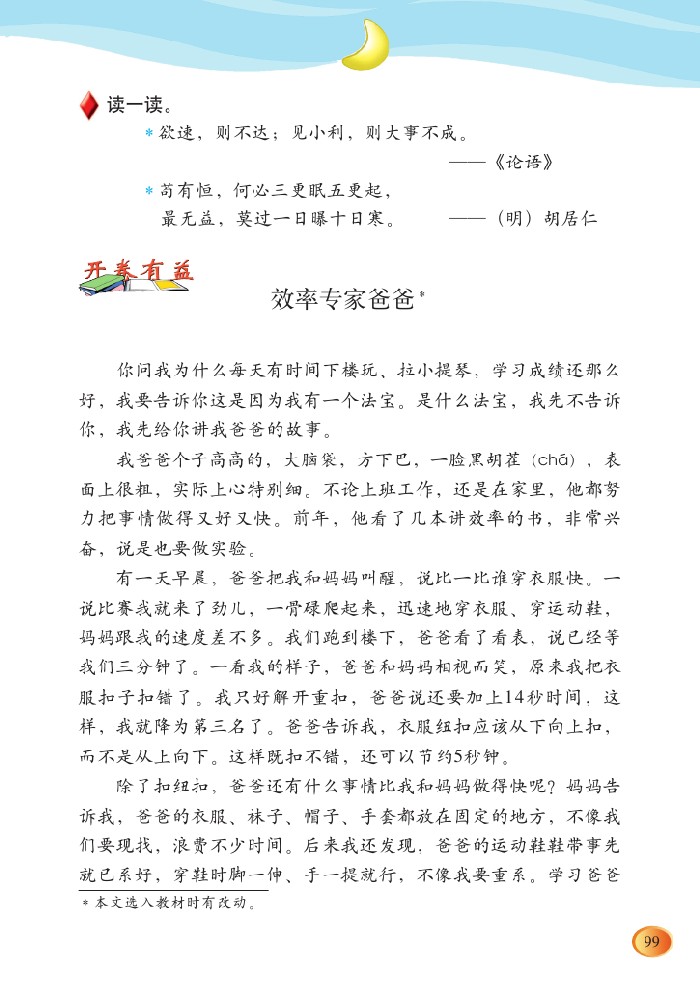 读一读。
*欲速，则不达；见小利，则大事不成。
——《论语》
*苟有恒，何必三更眠五更起，
最无益，莫过一日曝十日寒。 ——（明）胡居仁
开卷有益
效率专家爸爸*
你问我为什么每天有时间下楼玩、拉小提琴，学习成绩还那么
好，我要告诉你这是因为我有一个法宝。是什么法宝，我先不告诉
你，我先给你讲我爸爸的故事。
我爸爸个子高高的，大脑袋，方下巴，一脸黑胡茬（chā），表
面上很粗，实际上心特别细。不论上班工作，还是在家里，他都努
力把事情做得又好又快。前年，他看了几本讲效率的书，非常兴
奋，说是也要做实验。
有一天早晨，爸爸把我和妈妈叫醒，说比一比谁穿衣服快。一
说比赛我就来了劲儿，一骨碌爬起来，迅速地穿衣服、穿运动鞋，
妈妈跟我的速度差不多。我们跑到楼下，爸爸看了看表，说已经等
我们三分钟了。一看我的样子，爸爸和妈妈相视而笑，原来我把衣
服扣子扣错了。我只好解开重扣，爸爸说还要加上14秒时间，这
样，我就降为第三名了。爸爸告诉我，衣服纽扣应该从下向上扣，
而不是从上向下。这样既扣不错，还可以节约5秒钟。
除了扣纽扣，爸爸还有什么事情比我和妈妈做得快呢？妈妈告
诉我，爸爸的衣服、袜子、帽子、手套都放在固定的地方，不像我
们要现找，浪费不少时间。后来我还发现，爸爸的运动鞋鞋带事先
就已系好，穿鞋时脚一伸、手一提就行，不像我要重系。学习爸爸
*本文选入教材时有改动。
99